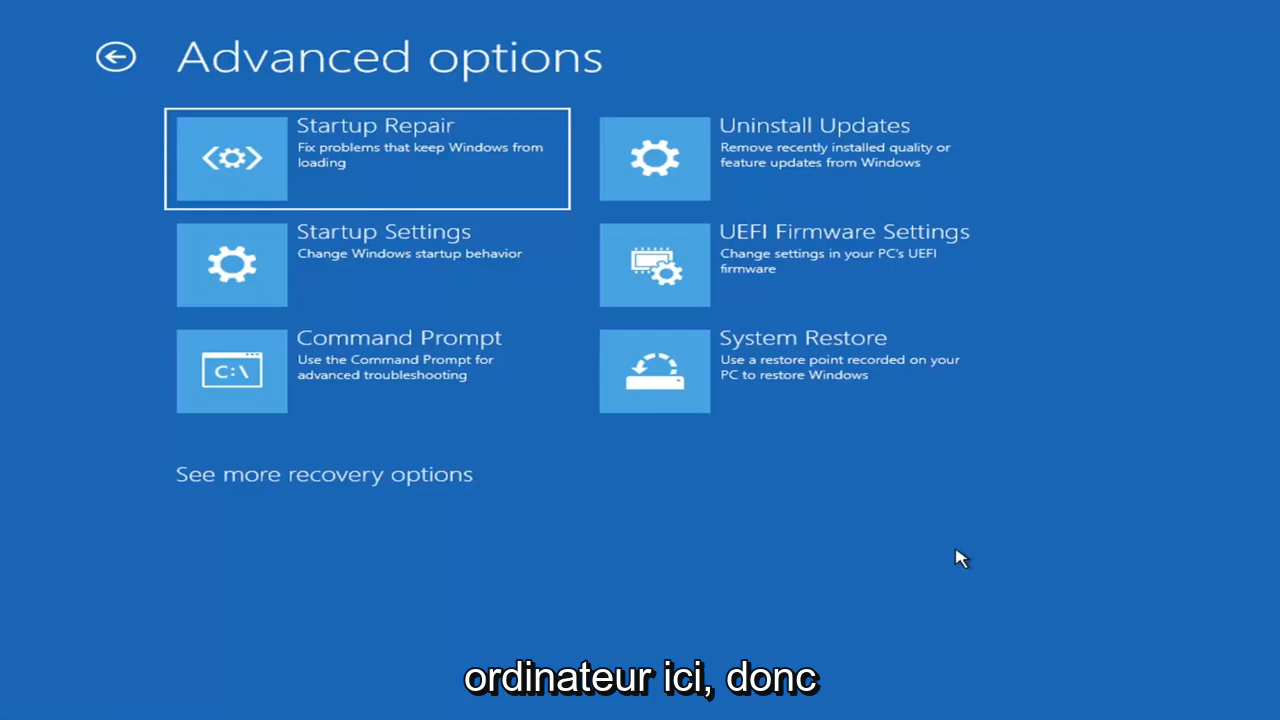 Advanced options
Startup Repair
Fix problems that keep Windows from
loading
Uninstall Updates
Remove recently installed quality or
feature updates from Windows
Startup Settings
Change Windows startup behavior
UEFI Firmware Settings
Change settings in your PC's UEFI
firmware
Command Prompt
Use the Command Prompt for
advanced troubleshooting
C:\
System Restore
Use a restore point recorded on your
PC to restore Windows
See more recovery options
ordinateur ici, donc